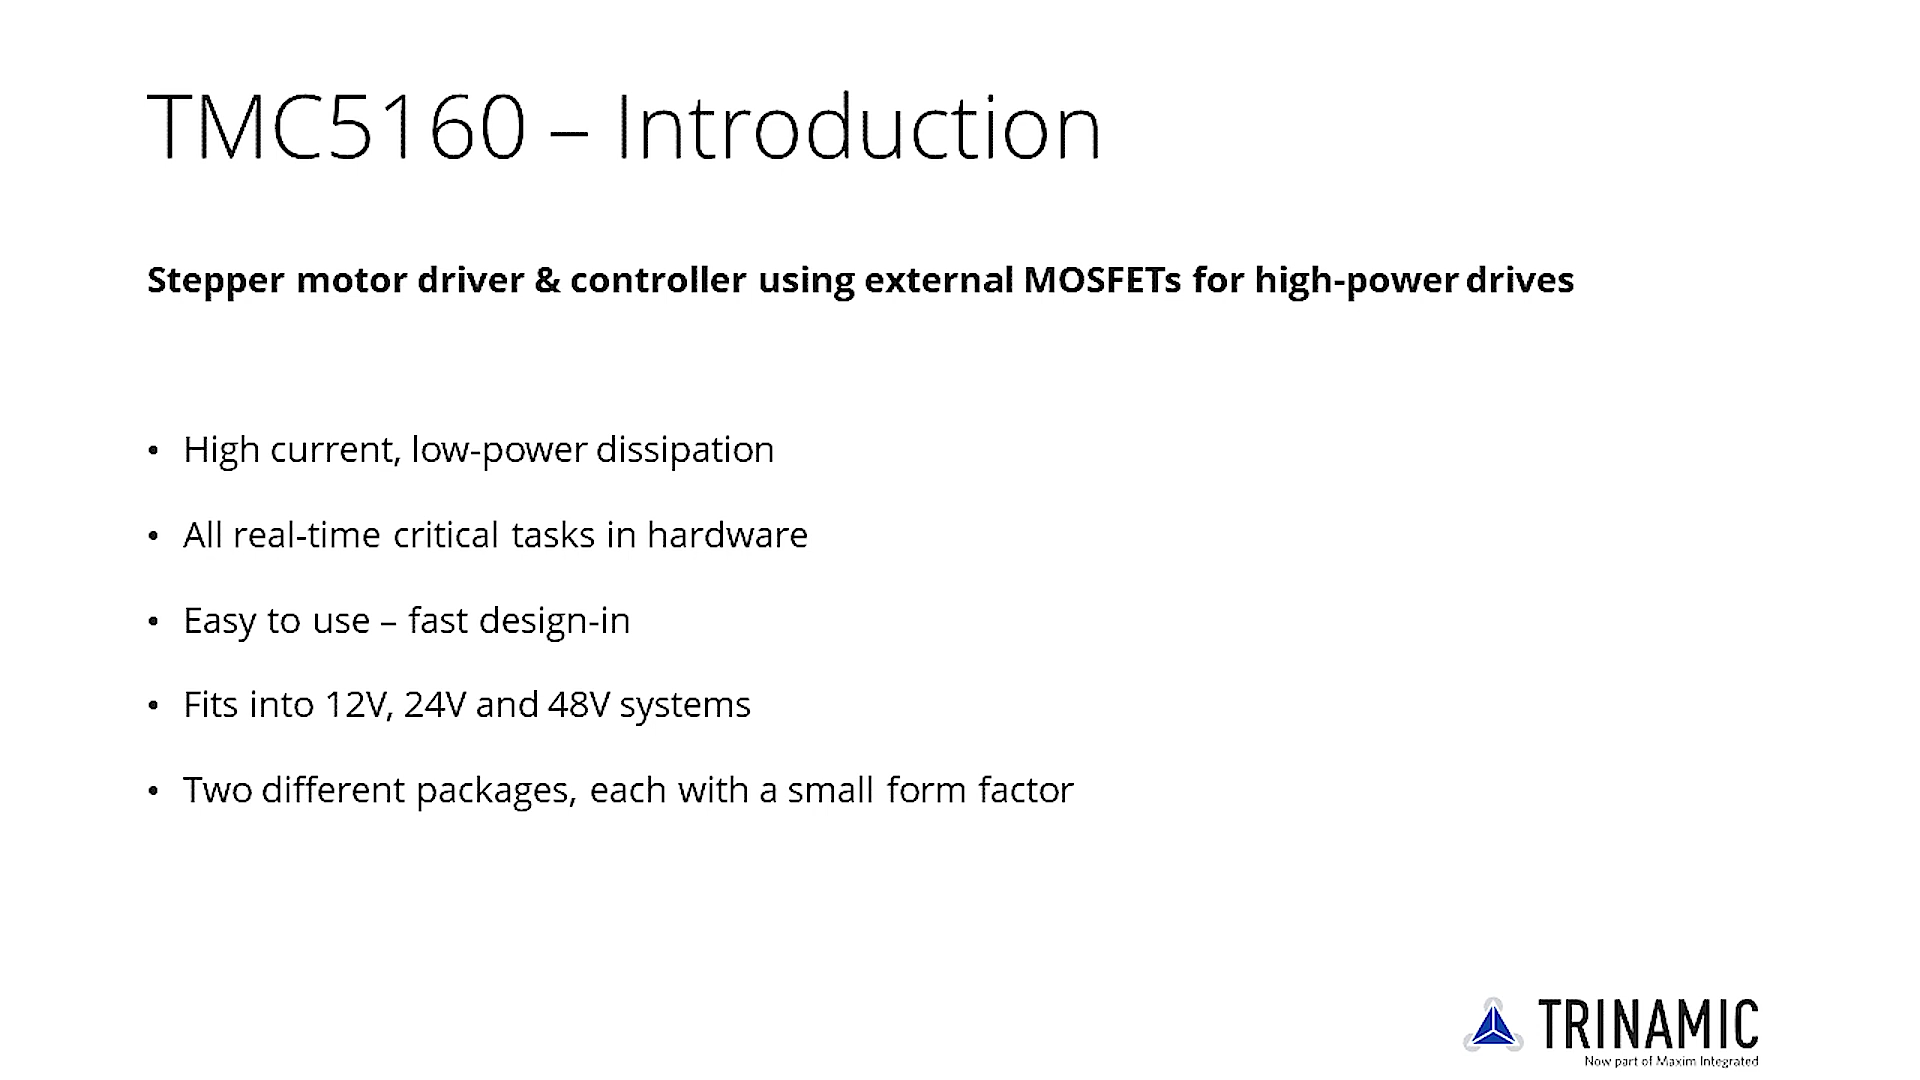 TMC5160 – Introduction
Stepper motor driver & controller using external MOSFETs for high-power drives
• High current, low-power dissipation
• All real-time critical tasks in hardware
• Easy to use – fast design-in
• Fits into 12V, 24V and 48V systems
• Two different packages, each with a small form factor
TRINAMIC
Now part of Maxim Integrated